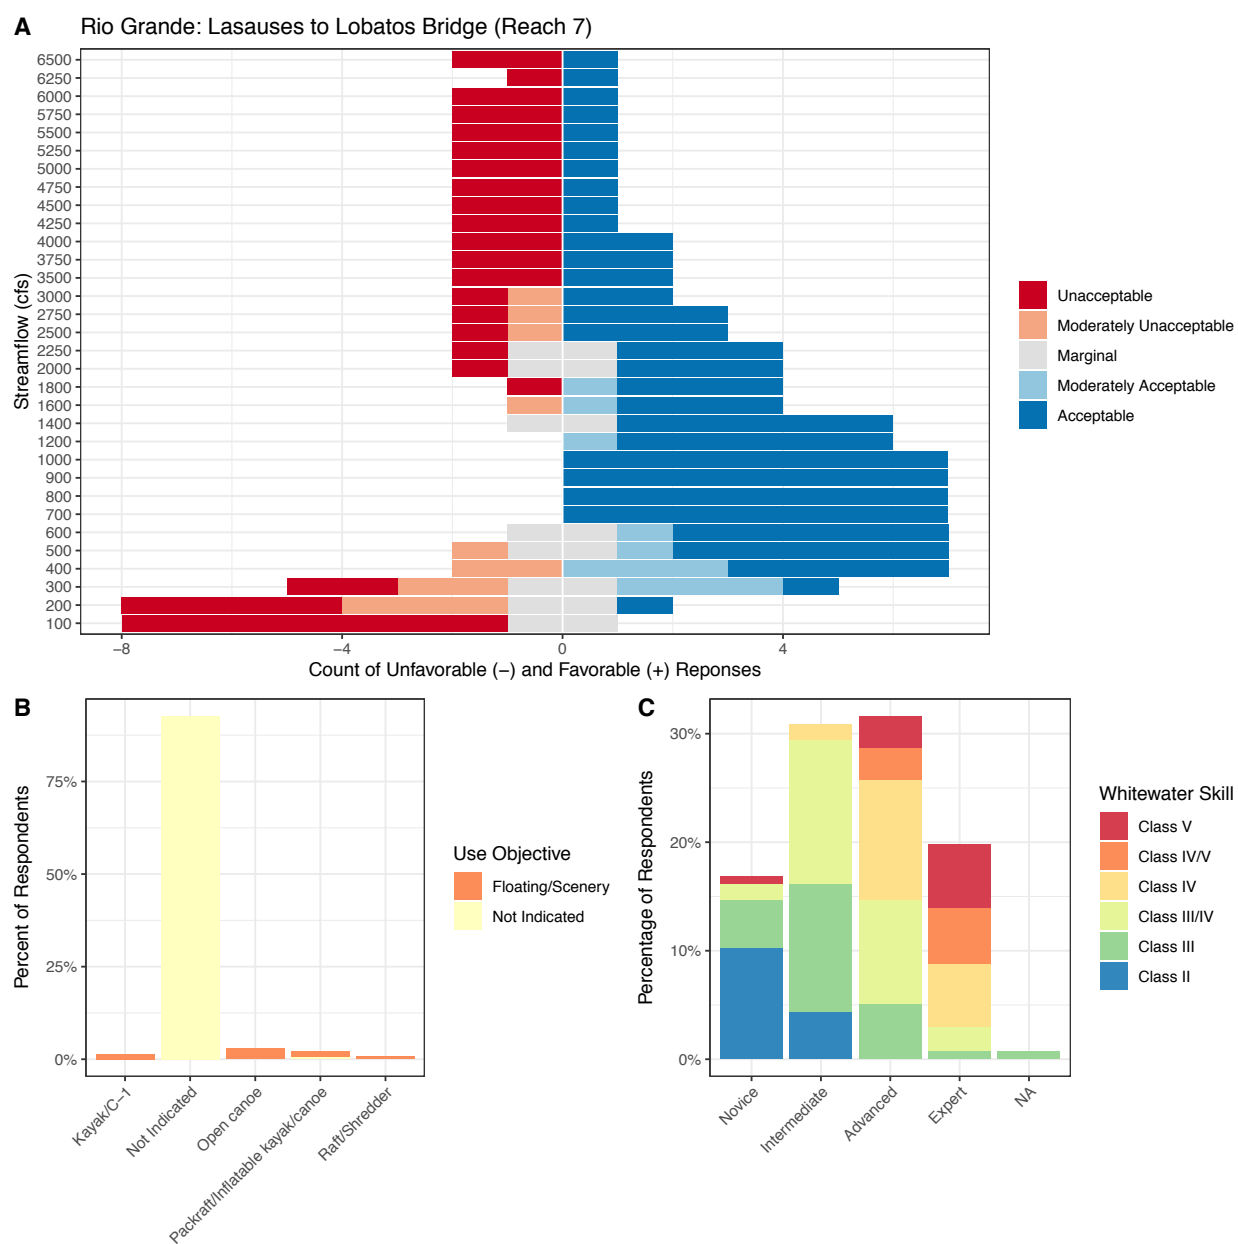 A Rio Grande: Lasauses to Lobatos Bridge (Reach 7)
Streamflow (cfs)
6500
6250
6000
5750
5500
5250
5000
4750
4500
4250
4000
3750
3500
3000
2750
2500
2250
2000
1800
1600
1400
1200
1000
900
800
700
600
500
400
300
200
100
−8 −4 0 4
Count of Unfavorable (−) and Favorable (+) Reponses
Unacceptable
Moderately Unacceptable
Marginal
Moderately Acceptable
Acceptable
B
Percent of Respondents
75%
50%
25%
0%
Kayak/C−1
Not Indicated
Open canoe
Packraft/Inflatable kayak/canoe
Raft/Shredder
Use Objective
Floating/Scenery
Not Indicated
C
Percentage of Respondents
30%
20%
10%
0%
Novice
Intermediate
Advanced
Expert
NA
Whitewater Skill
Class V
Class IV/V
Class IV
Class III/IV
Class III
Class II